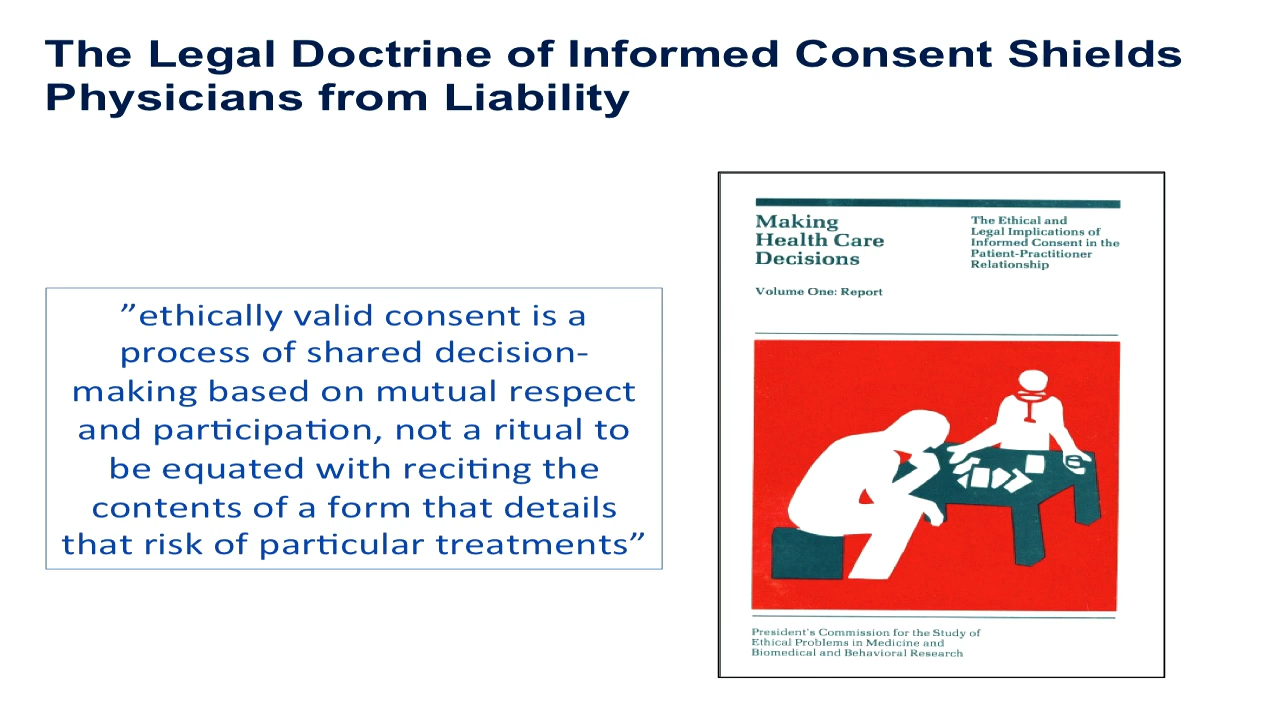 The Legal Doctrine of Informed Consent Shields
Physicians from Liability
”ethically valid consent is a
process of shared decision-
making based on mutual respect
and participation, not a ritual to
be equated with reciting the
contents of a form that details
that risk of particular treatments”
Making
Health Care
Decisions
Volume One: Report
The Ethical and
Legal Implications of
Informed Consent in the
Patient-Practitioner
Relationship
President's Commission for the Study of
Ethical Problems in Medicine and
Biomedical and Behavioral Research